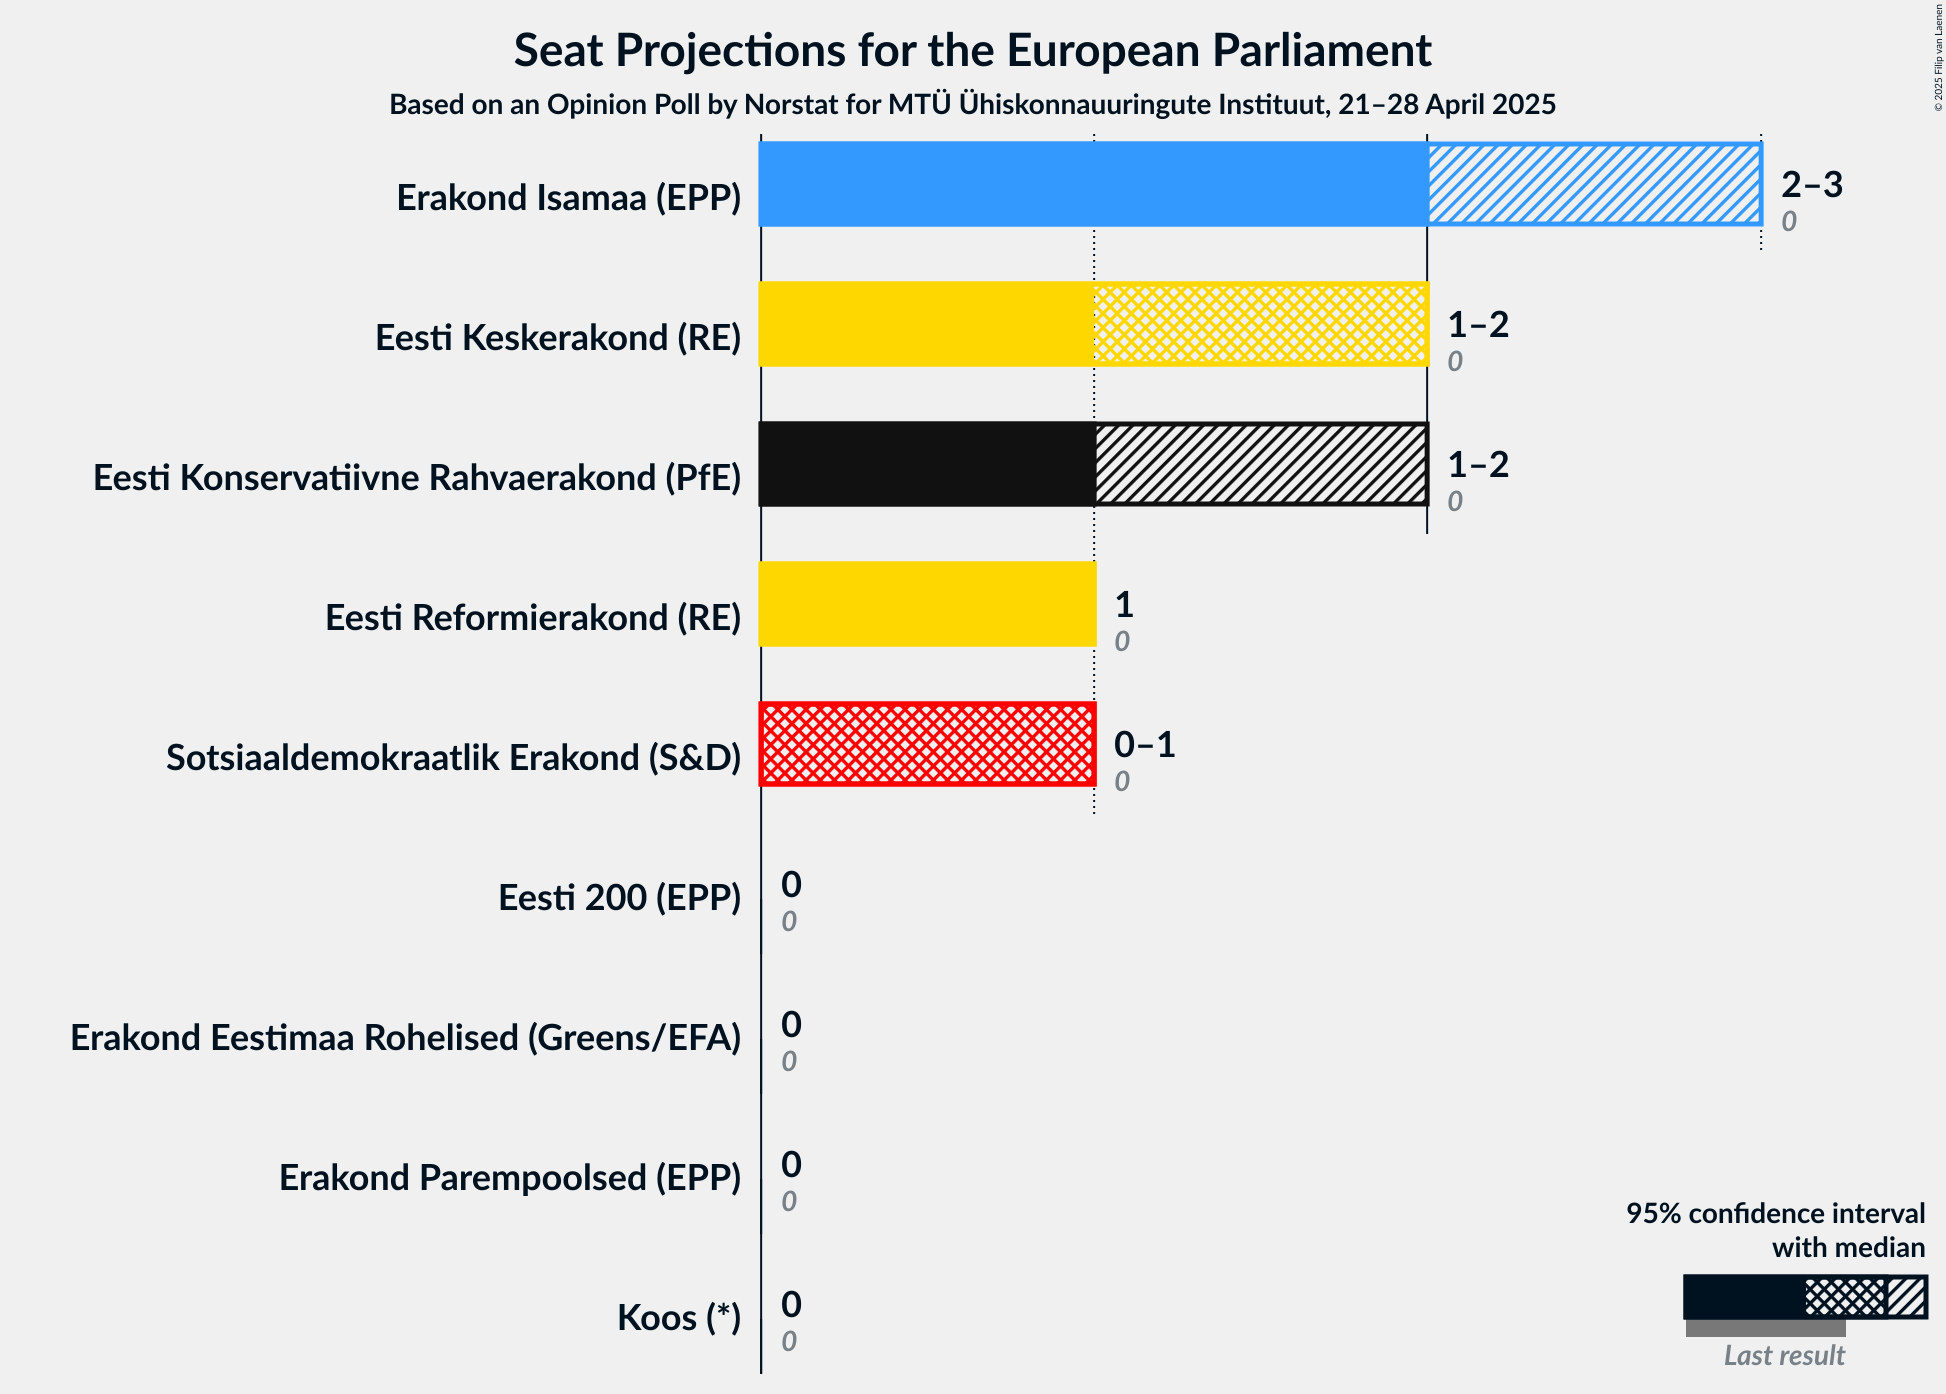 Seat Projections for the European Parliament
Based on an Opinion Poll by Norstat for MTÜ Ühiskonnauuringute Instituut, 21–28 April 2025
© 2025 Filip van Laenen
Erakond Isamaa (EPP)
2–3
0
Eesti Keskerakond (RE)
1–2
0
Eesti Konservatiivne Rahvaerakond (PfE)
1–2
0
Eesti Reformierakond (RE)
1
0
Sotsiaaldemokraatlik Erakond (S&D)
0–1
0
Eesti 200 (EPP)
0
0
Erakond Eestimaa Rohelised (Greens/EFA)
0
0
Erakond Parempoolsed (EPP)
0
0
Koos (*)
0
0
95% confidence interval
with median
Last result